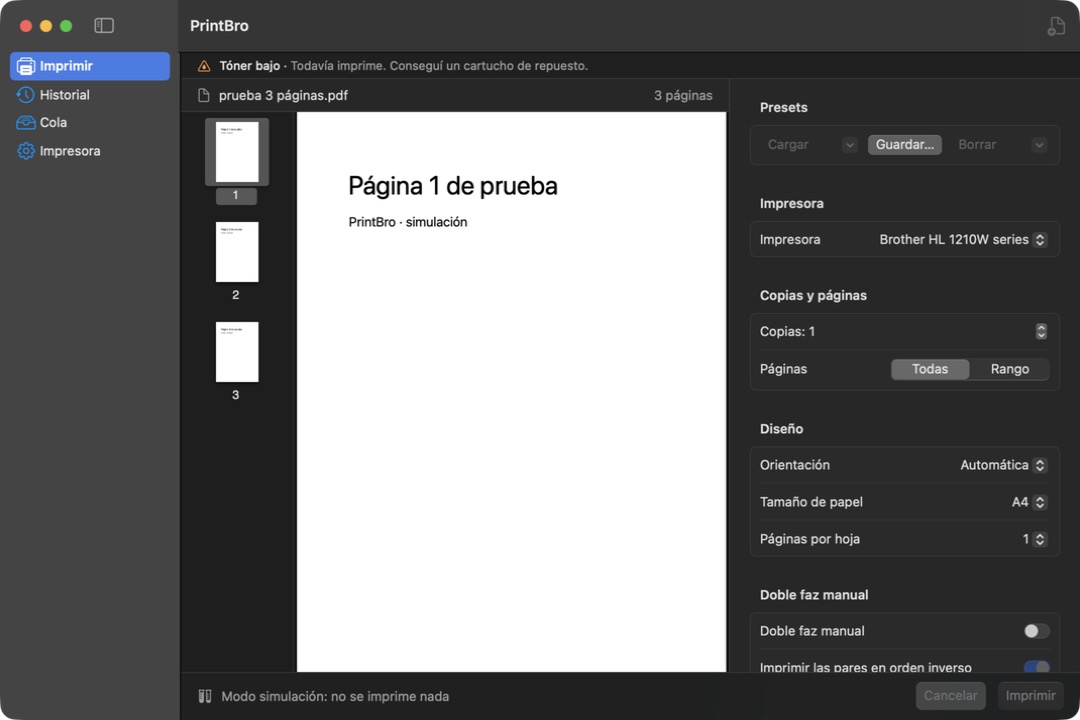 PrintBro
Imprimir
Historial
Cola
Impresora
Tóner bajo · Todavía imprime. Conseguí un cartucho de repuesto.
prueba 3 páginas.pdf
3 páginas
1
2
3
Página 1 de prueba
PrintBro · simulación
Presets
Cargar Guardar... Borrar
Impresora
Impresora Brother HL 1210W series
Copias y páginas
Copias: 1
Páginas Todas Rango
Diseño
Orientación Automática
Tamaño de papel A4
Páginas por hoja 1
Doble faz manual
Doble faz manual
Imprimir las pares en orden inverso
Modo simulación: no se imprime nada
Cancelar Imprimir